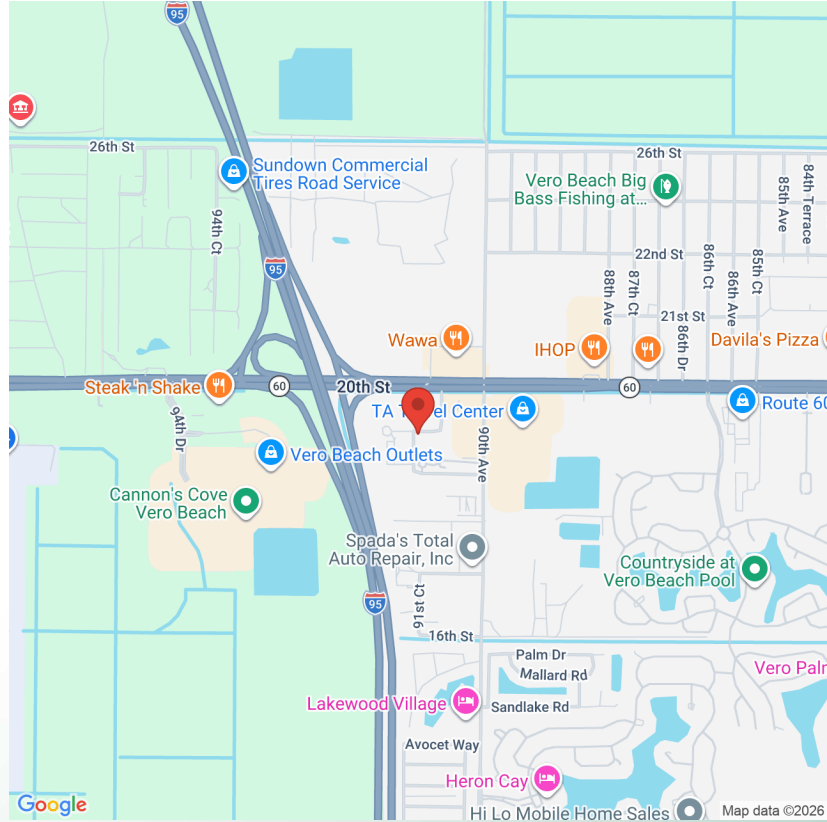 95
26th St
Sundown Commercial
Tires Road Service
26th St
Vero Beach Big
Bass Fishing at...
94th Ct
85th Ave
84th Terrace
22nd St
95
88th Ave
87th Ct
86th Ct
86th Ave
85th Ct
21st St
86th Dr
Wawa
IHOP
Davila's Pizza
Steak 'n Shake
60
20th St
60
TA T
el Center
Route 60
94th Dr
90th Ave
Vero Beach Outlets
Cannon's Cove
Vero Beach
Spada's Total
Auto Repair, Inc
Countryside at
Vero Beach Pool
95
91st Ct
16th St
Palm Dr
Mallard Rd
Vero Palm
Lakewood Village
Sandlake Rd
Avocet Way
Heron Cay
Google
Hi Lo Mobile Home Sales
Map data ©2026